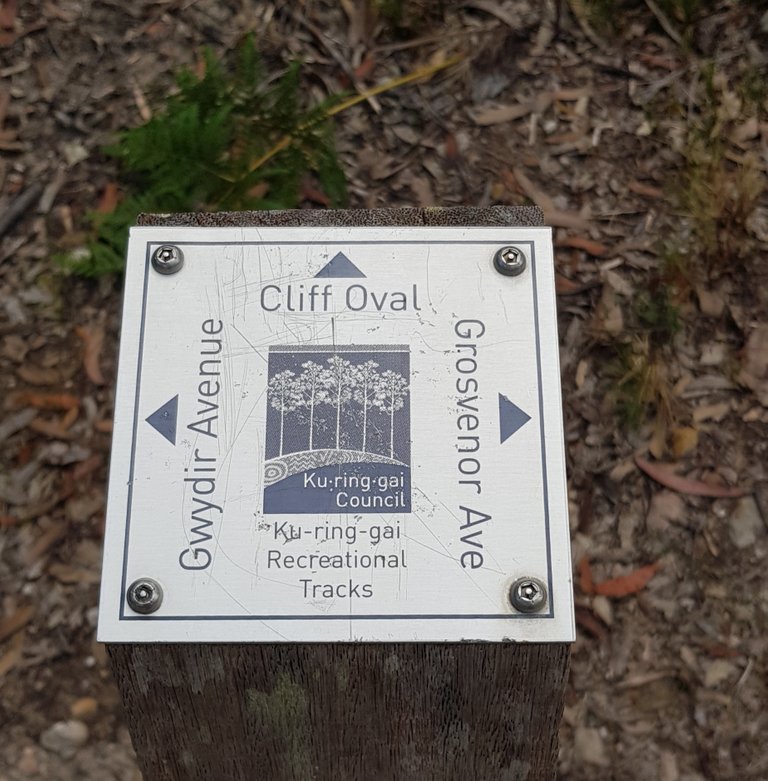 Cliff Oval
Gwydir Avenue
Grosvenor Ave
Ku·ring·gai
Council
Ku-ring-gai
Recreational
Tracks